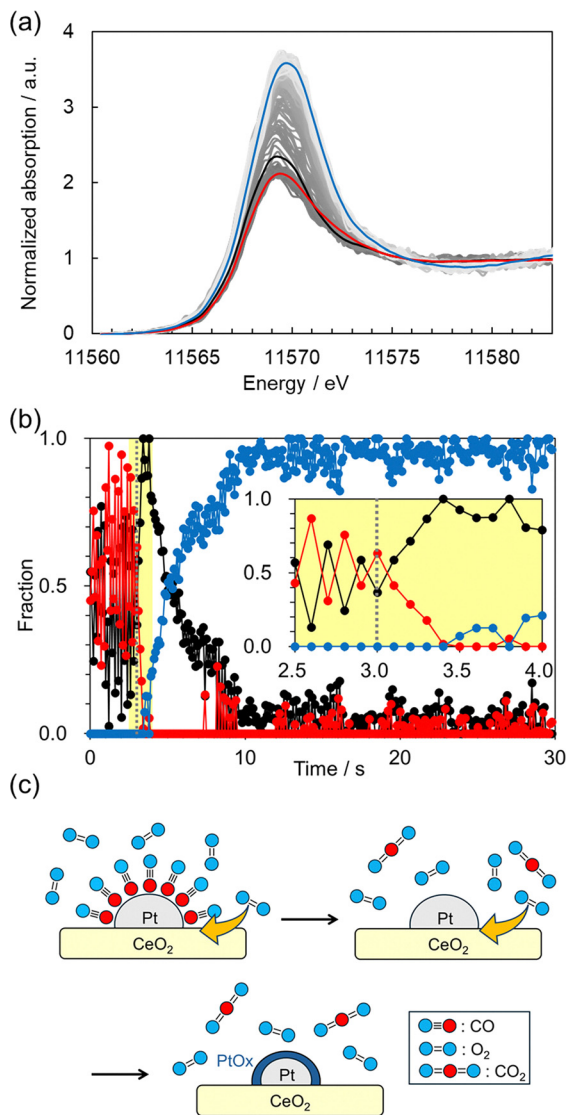 (a)
4
3
2
1
0
Normalized absorption / a.u.
11560 11565 11570 11575 11580
Energy / eV
(b)
1.0
0.5
0.0
Fraction
1.0
0.5
0.0
2.5 3.0 3.5 4.0
0 10 20 30
Time / s
(c)
Pt
CeO2
Pt
CeO2
PtOx
Pt
CeO2
: CO
: O2
: CO2